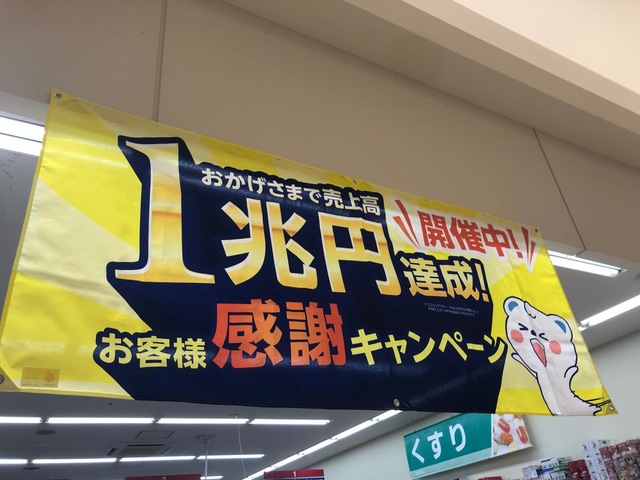 おかげさまで売上高
1兆円達成!
開催中!
お客様感謝キャンペーン
くすり